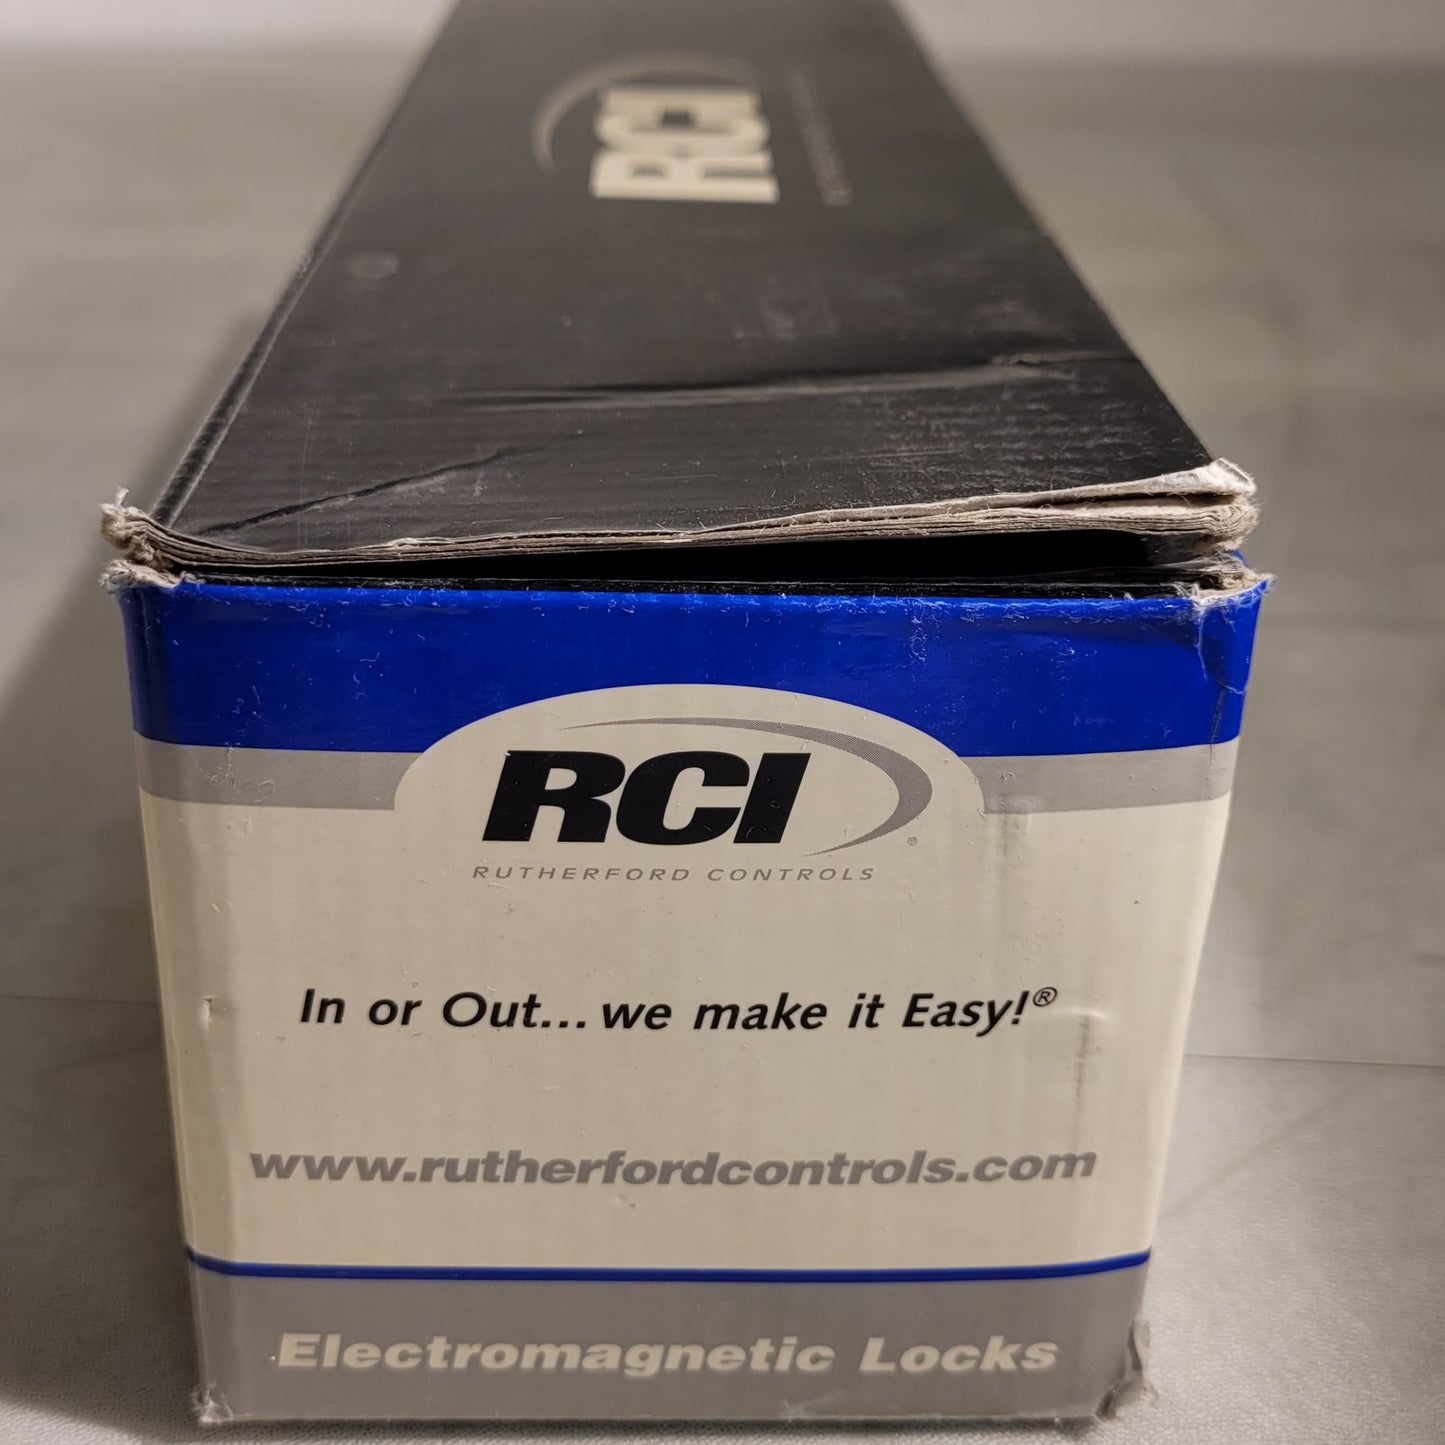 RCI
RCI
®
RUTHERFORD CONTROLS
In or Out... we make it Easy!®
www.rutherfordcontrols.com
Electromagnetic Locks